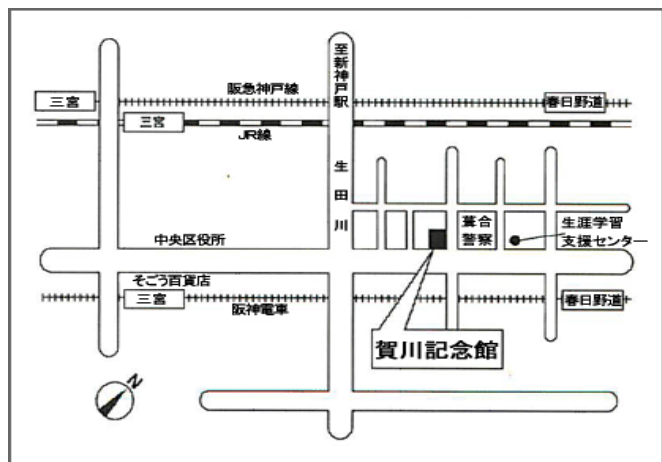 至新神戸駅
阪急神戸線
三宮
春日野道
三宮
JR線
生田川
中央区役所
葺合
警察
生涯学習
支援センター
そごう百貨店
三宮
阪神電車
春日野道
賀川記念館
N